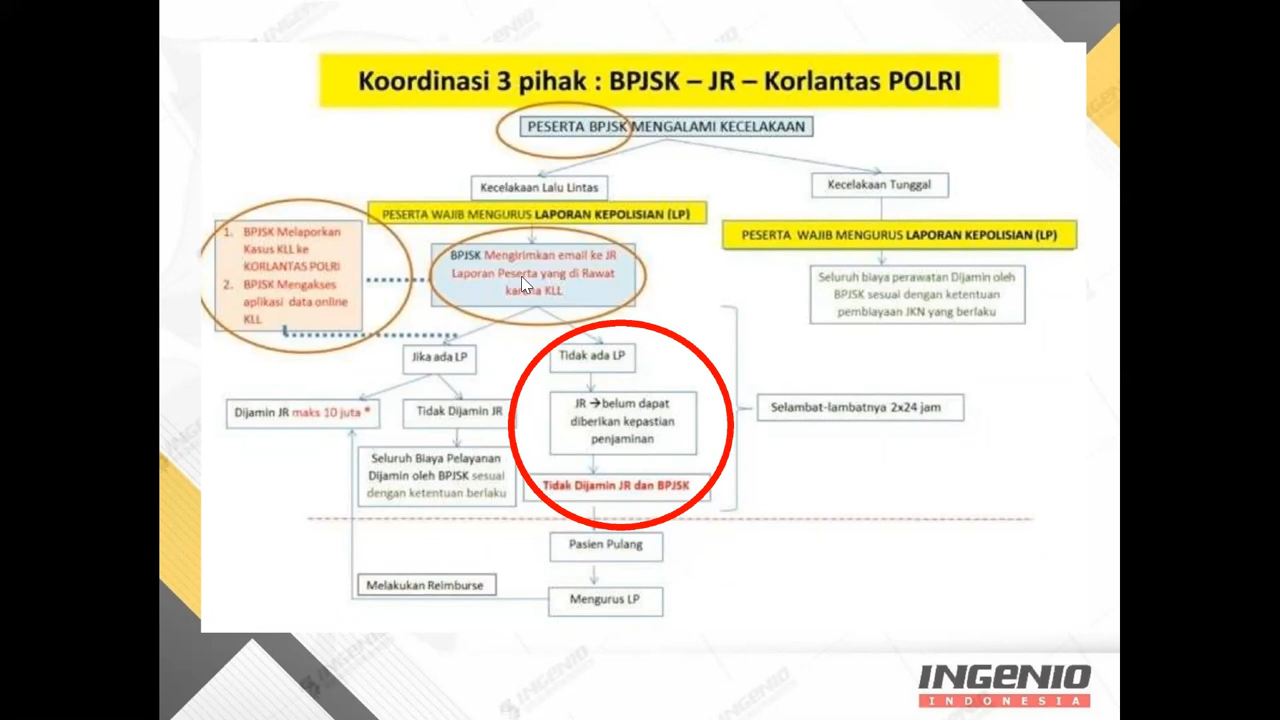 Koordinasi 3 pihak : BPJSK – JR – Korlantas POLRI
PESERTA BPJSK MENGALAMI KECELAKAAN
Kecelakaan Lalu Lintas
Kecelakaan Tunggal
PESERTA WAJIB MENGURUS LAPORAN KEPOLISIAN (LP)
PESERTA WAJIB MENGURUS LAPORAN KEPOLISIAN (LP)
1. BPJSK Melaporkan
Kasus KLL ke
KORLANTAS POLRI
2. BPJSK Mengakses
aplikasi data online
KLL
BPJSK Mengirimkan email ke JR
Laporan Peserta yang di Rawat
karena KLL
Seluruh biaya perawatan Dijamin oleh
BPJSK sesuai dengan ketentuan
pembiayaan JKN yang berlaku
Jika ada LP
Tidak ada LP
Dijamin JR maks 10 juta *
Tidak Dijamin JR
JR →belum dapat
diberikan kepastian
penjaminan
Selambat-lambatnya 2x24 jam
Seluruh Biaya Pelayanan
Dijamin oleh BPJSK sesuai
dengan ketentuan berlaku
Tidak Dijamin JR dan BPJSK
Pasien Pulang
Melakukan Reimburse
Mengurus LP
INGENIO
INDONESIA